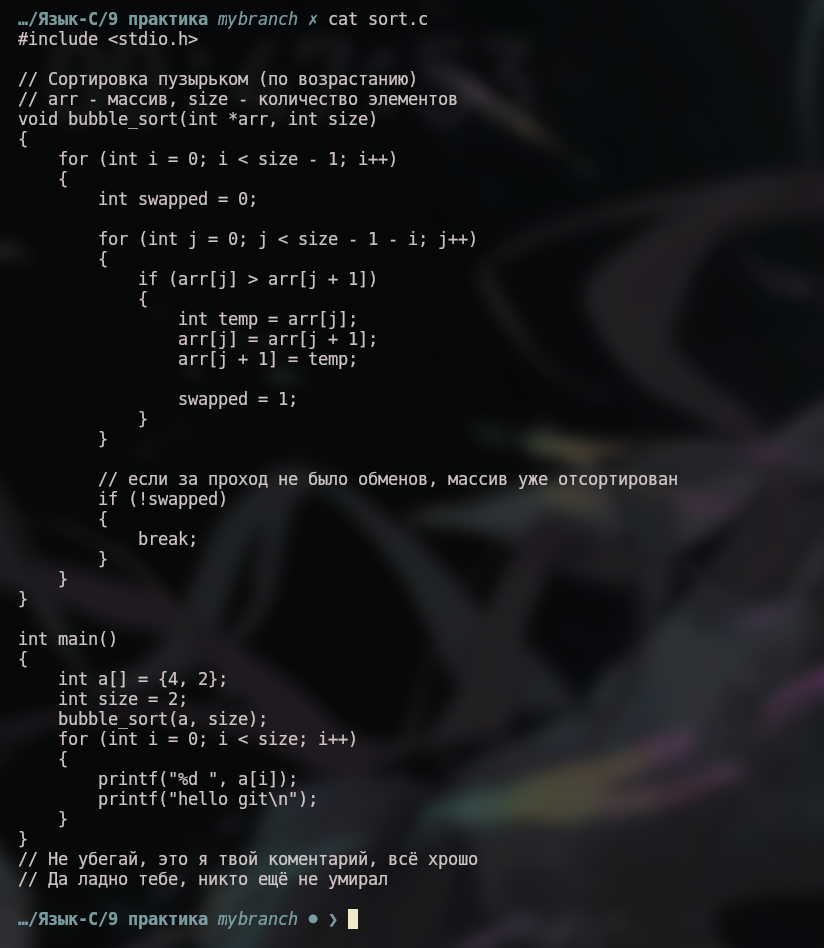 …/Язык-С/9 практика mybranch ✗ cat sort.c
#include <stdio.h>

// Сортировка пузырьком (по возрастанию)
// arr - массив, size - количество элементов
void bubble_sort(int *arr, int size)
{
    for (int i = 0; i < size - 1; i++)
    {
        int swapped = 0;

        for (int j = 0; j < size - 1 - i; j++)
        {
            if (arr[j] > arr[j + 1])
            {
                int temp = arr[j];
                arr[j] = arr[j + 1];
                arr[j + 1] = temp;

                swapped = 1;
            }
        }

        // если за проход не было обменов, массив уже отсортирован
        if (!swapped)
        {
            break;
        }
    }
}

int main()
{
    int a[] = {4, 2};
    int size = 2;
    bubble_sort(a, size);
    for (int i = 0; i < size; i++)
    {
        printf("%d ", a[i]);
        printf("hello git\n");
    }
}
// Не убегай, это я твой коментарий, всё хрошо
// Да ладно тебе, никто ещё не умирал

…/Язык-С/9 практика mybranch ● ❯